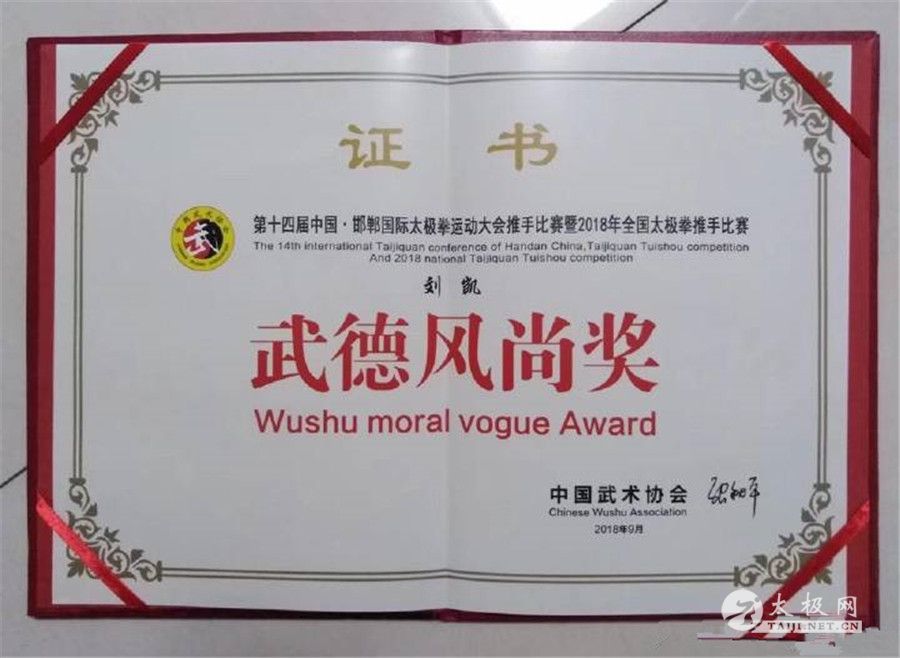 证 书
第十四届中国·邯郸国际太极拳运动大会推手比赛暨2018年全国太极拳推手比赛
The 14th international Taijiquan conference of Handan China,Taijiquan Tuishou competition
And 2018 national Taijiquan Tuishou competition
刘 凯
武德风尚奖
Wushu moral vogue Award
中国武术协会
Chinese Wushu Association
2018年9月
太极网
TAIJI.NET.CN